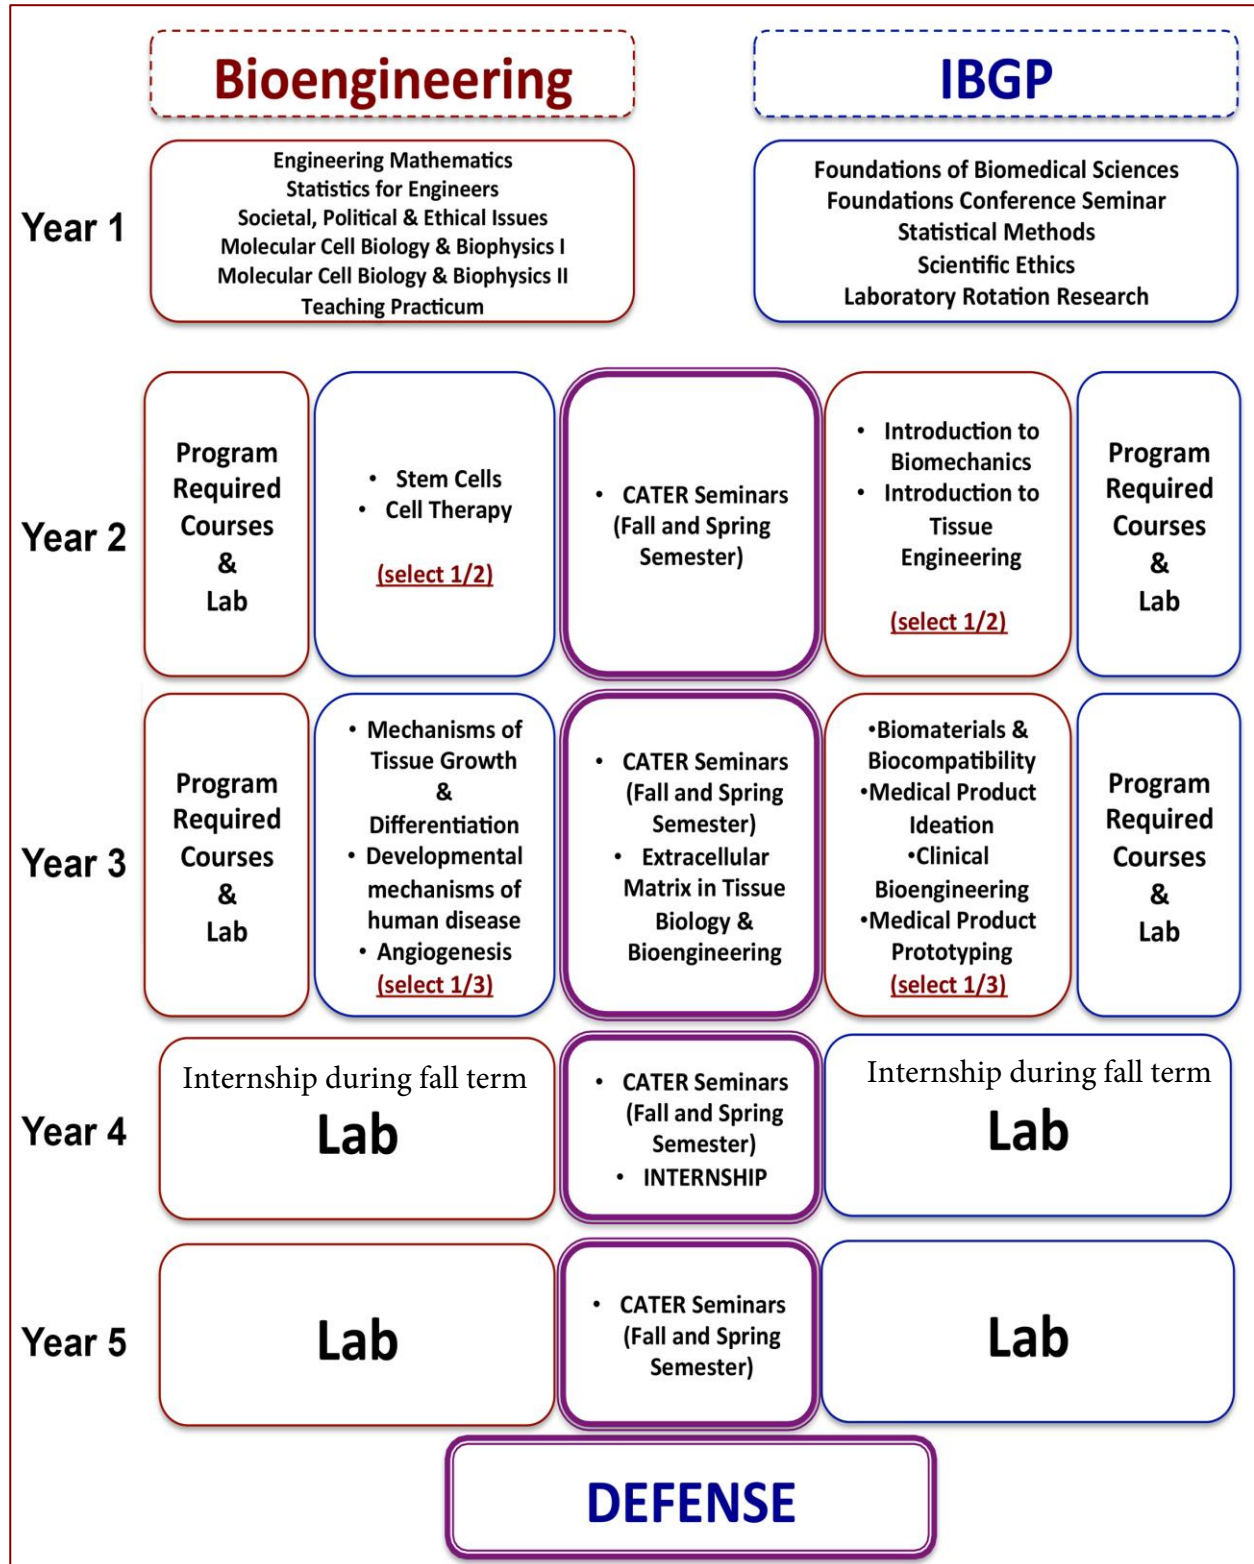 Bioengineering
IBGP
Year 1
Engineering Mathematics
Statistics for Engineers
Societal, Political & Ethical Issues
Molecular Cell Biology & Biophysics I
Molecular Cell Biology & Biophysics II
Teaching Practicum
Foundations of Biomedical Sciences
Foundations Conference Seminar
Statistical Methods
Scientific Ethics
Laboratory Rotation Research
Year 2
Program
Required
Courses
&
Lab
• Stem Cells
• Cell Therapy
(select 1/2)
• CATER Seminars
(Fall and Spring
Semester)
• Introduction to
Biomechanics
• Introduction to
Tissue
Engineering
(select 1/2)
Program
Required
Courses
&
Lab
Year 3
Program
Required
Courses
&
Lab
• Mechanisms of
Tissue Growth
&
Differentiation
• Developmental
mechanisms of
human disease
• Angiogenesis
(select 1/3)
• CATER Seminars
(Fall and Spring
Semester)
• Extracellular
Matrix in Tissue
Biology &
Bioengineering
•Biomaterials &
Biocompatibility
•Medical Product
Ideation
•Clinical
Bioengineering
•Medical Product
Prototyping
(select 1/3)
Program
Required
Courses
&
Lab
Year 4
Internship during fall term
Lab
• CATER Seminars
(Fall and Spring
Semester)
• INTERNSHIP
Internship during fall term
Lab
Year 5
Lab
• CATER Seminars
(Fall and Spring
Semester)
Lab
DEFENSE